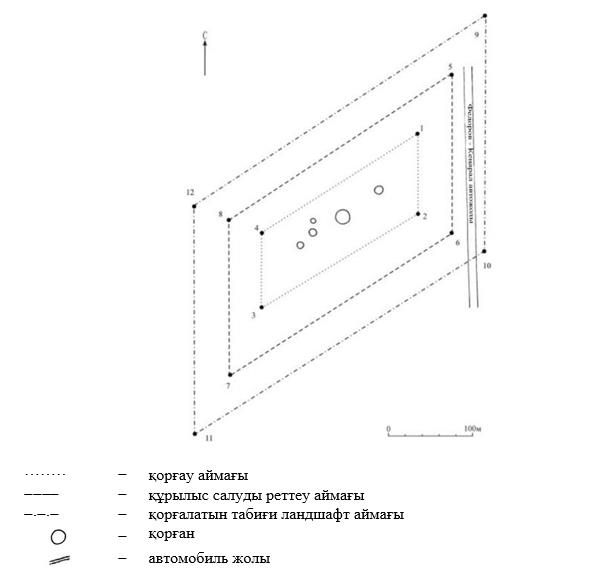 С
9
5
1
12
8
4
2
6
10
3
7
11
Федоров - Кенарал автожолы
0
100м
........ – қорғау аймағы
–––– – құрылыс салуды реттеу аймағы
–.–.– – қорғалатын табиғи ландшафт аймағы
– қорған
– автомобиль жолы